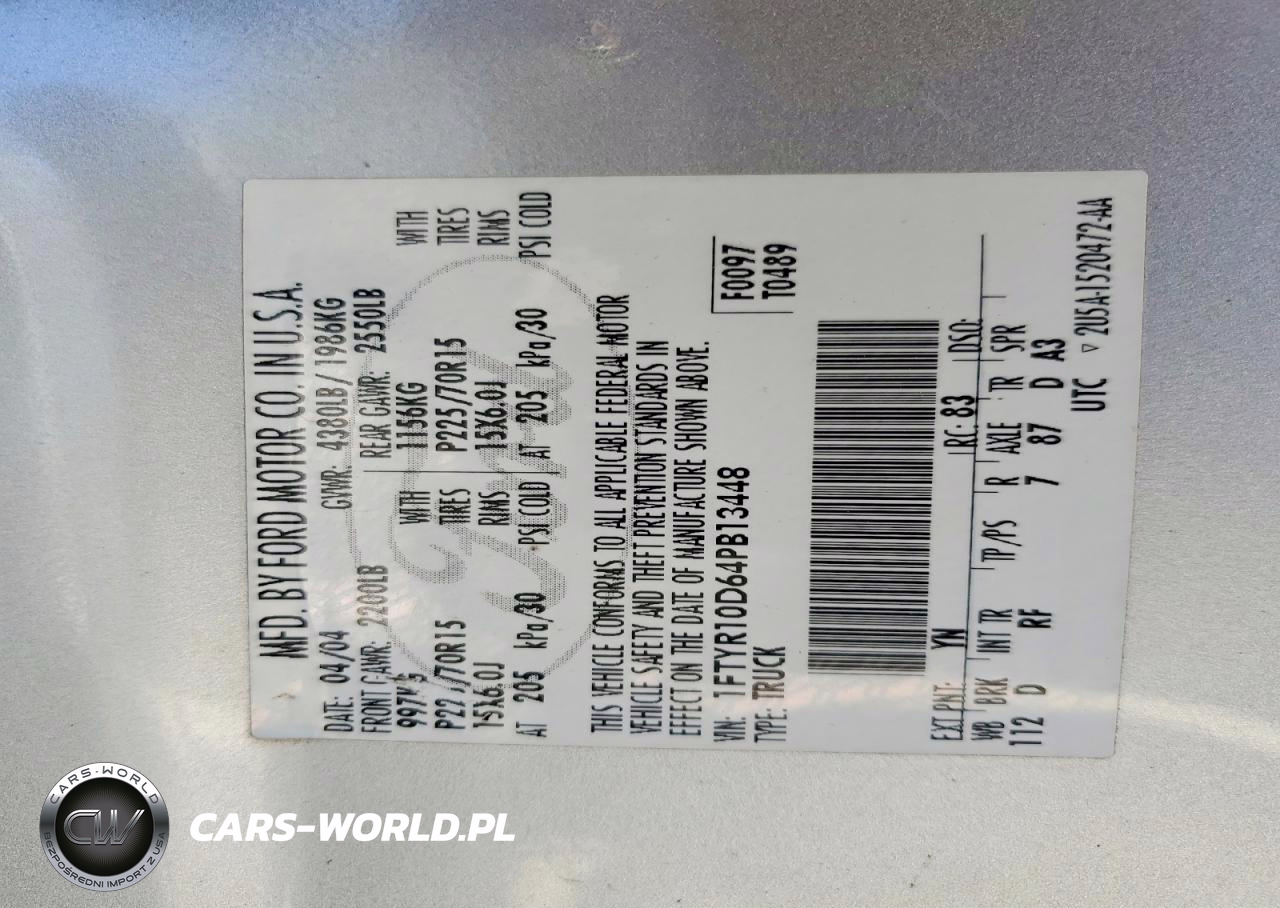 MFD. BY FORD MOTOR CO. IN U.S.A.
DATE: 04/04 GVWR: 4380LB/1986KG
FRONT GAWR: 2200LB REAR GAWR: 2550LB
997KG WITH 1156KG WITH
P225/70R15 TIRES P225/70R15 TIRES
15X6.0J RIMS 15X6.0J RIMS
AT 205 kPa/30 PSI COLD AT 205 kPa/30 PSI COLD
THIS VEHICLE CONFORMS TO ALL APPLICABLE FEDERAL MOTOR
VEHICLE SAFETY AND THEFT PREVENTION STANDARDS IN
EFFECT ON THE DATE OF MANUFACTURE SHOWN ABOVE.
VIN: 1FTYR10D64PB13448 F0097
TYPE: TRUCK T0489
EXT PNT: YN RC: 83 DSO:
WB BRK INT TR TP/PS R AXLE TR SPR
112 D RF 7 87 D A3
UTC ▽ 2U5A-1520472-AA
Ford
CARS-WORLD
CW
BEZPOŚREDNI IMPORT Z USA
CARS-WORLD.PL